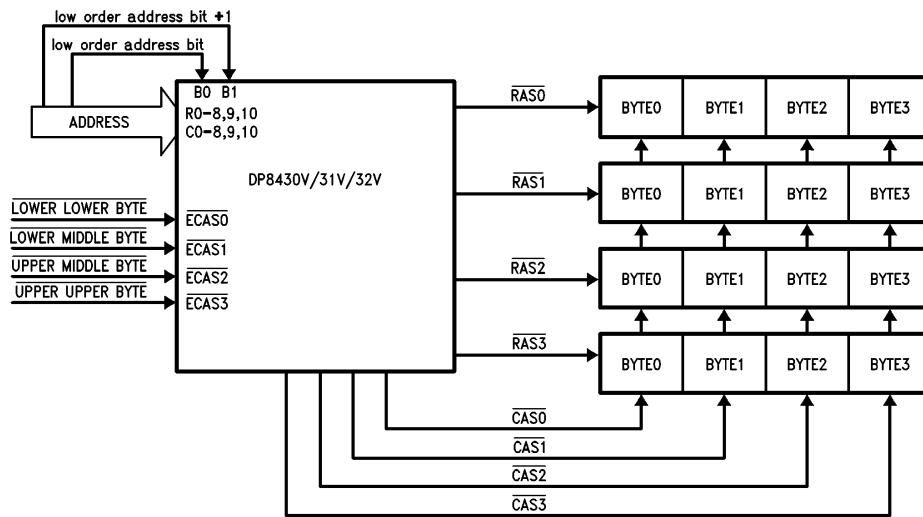 low order address bit +1
low order address bit
ADDRESS
B0 B1
R0-8,9,10
C0-8,9,10
DP8430V/31V/32V
LOWER LOWER BYTE
LOWER MIDDLE BYTE
UPPER MIDDLE BYTE
UPPER UPPER BYTE
ECAS0
ECAS1
ECAS2
ECAS3
RAS0
RAS1
RAS2
RAS3
BYTE0 BYTE1 BYTE2 BYTE3
BYTE0 BYTE1 BYTE2 BYTE3
BYTE0 BYTE1 BYTE2 BYTE3
BYTE0 BYTE1 BYTE2 BYTE3
CAS0
CAS1
CAS2
CAS3